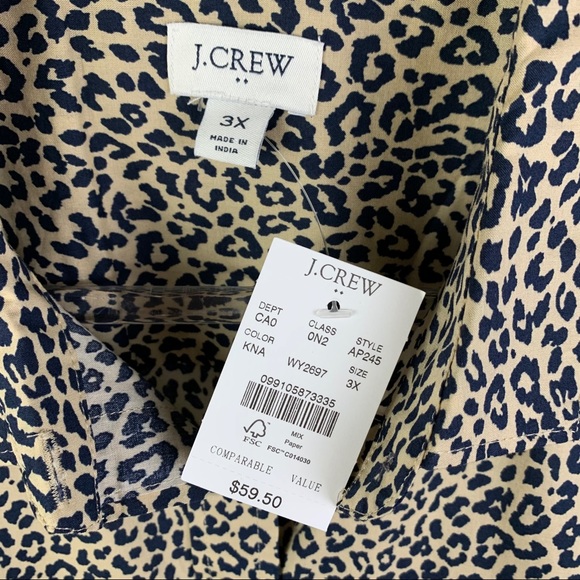 J.CREW
3X
MADE IN
INDIA
J.CREW
DEPT CLASS STYLE
CA0 0N2 AP245
COLOR SIZE
KNA WY2697 3X
099105873335
MIX
Paper
FSC
FSC™C014030
COMPARABLE VALUE
$59.50